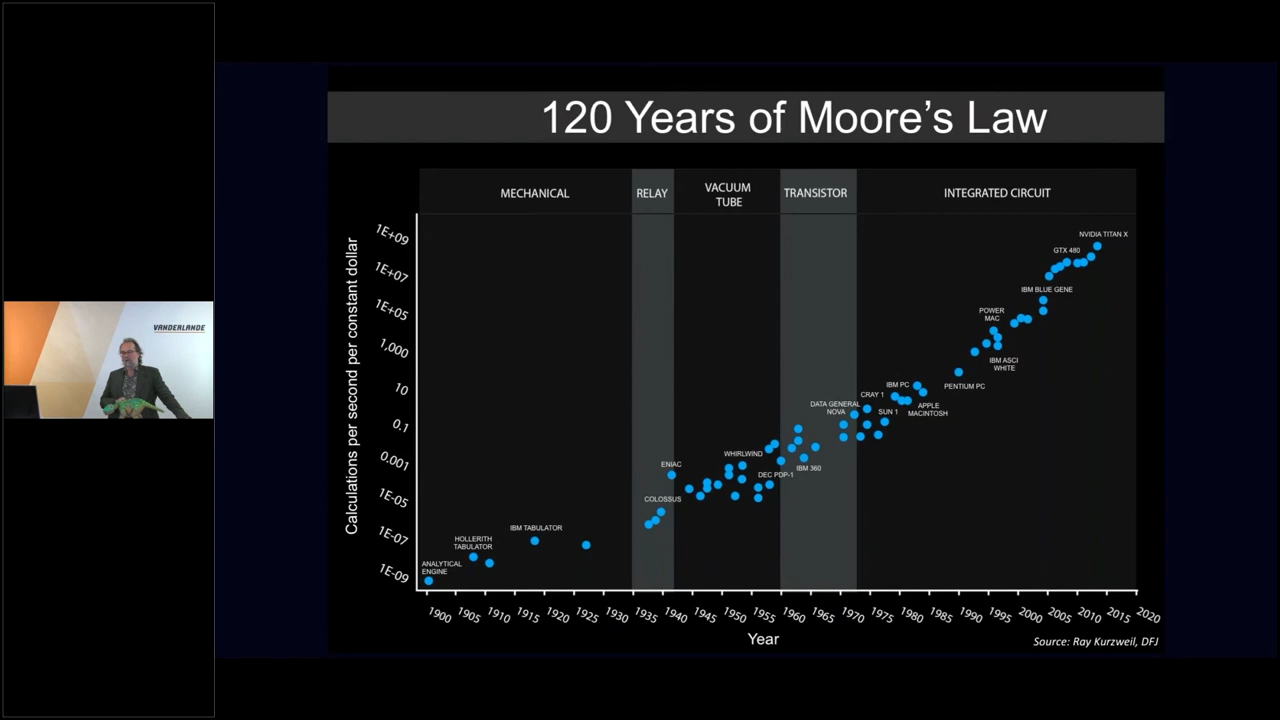 120 Years of Moore's Law
MECHANICAL
RELAY
VACUUM
TUBE
TRANSISTOR
INTEGRATED CIRCUIT
Calculations per second per constant dollar
1E+09
1E+07
1E+05
1,000
10
0.1
0.001
1E-05
1E-07
1E-09
NVIDIA TITAN X
GTX 480
IBM BLUE GENE
POWER
MAC
IBM ASCI
WHITE
PENTIUM PC
IBM PC
CRAY 1
APPLE
MACINTOSH
DATA GENERAL
NOVA
SUN 1
WHIRLWIND
IBM 360
DEC PDP-1
ENIAC
COLOSSUS
IBM TABULATOR
HOLLERITH
TABULATOR
ANALYTICAL
ENGINE
1900 1905 1910 1915 1920 1925 1930 1935 1940 1945 1950 1955 1960 1965 1970 1975 1980 1985 1990 1995 2000 2005 2010 2015 2020
Year
Source: Ray Kurzweil, DFJ
VANDERLANDE